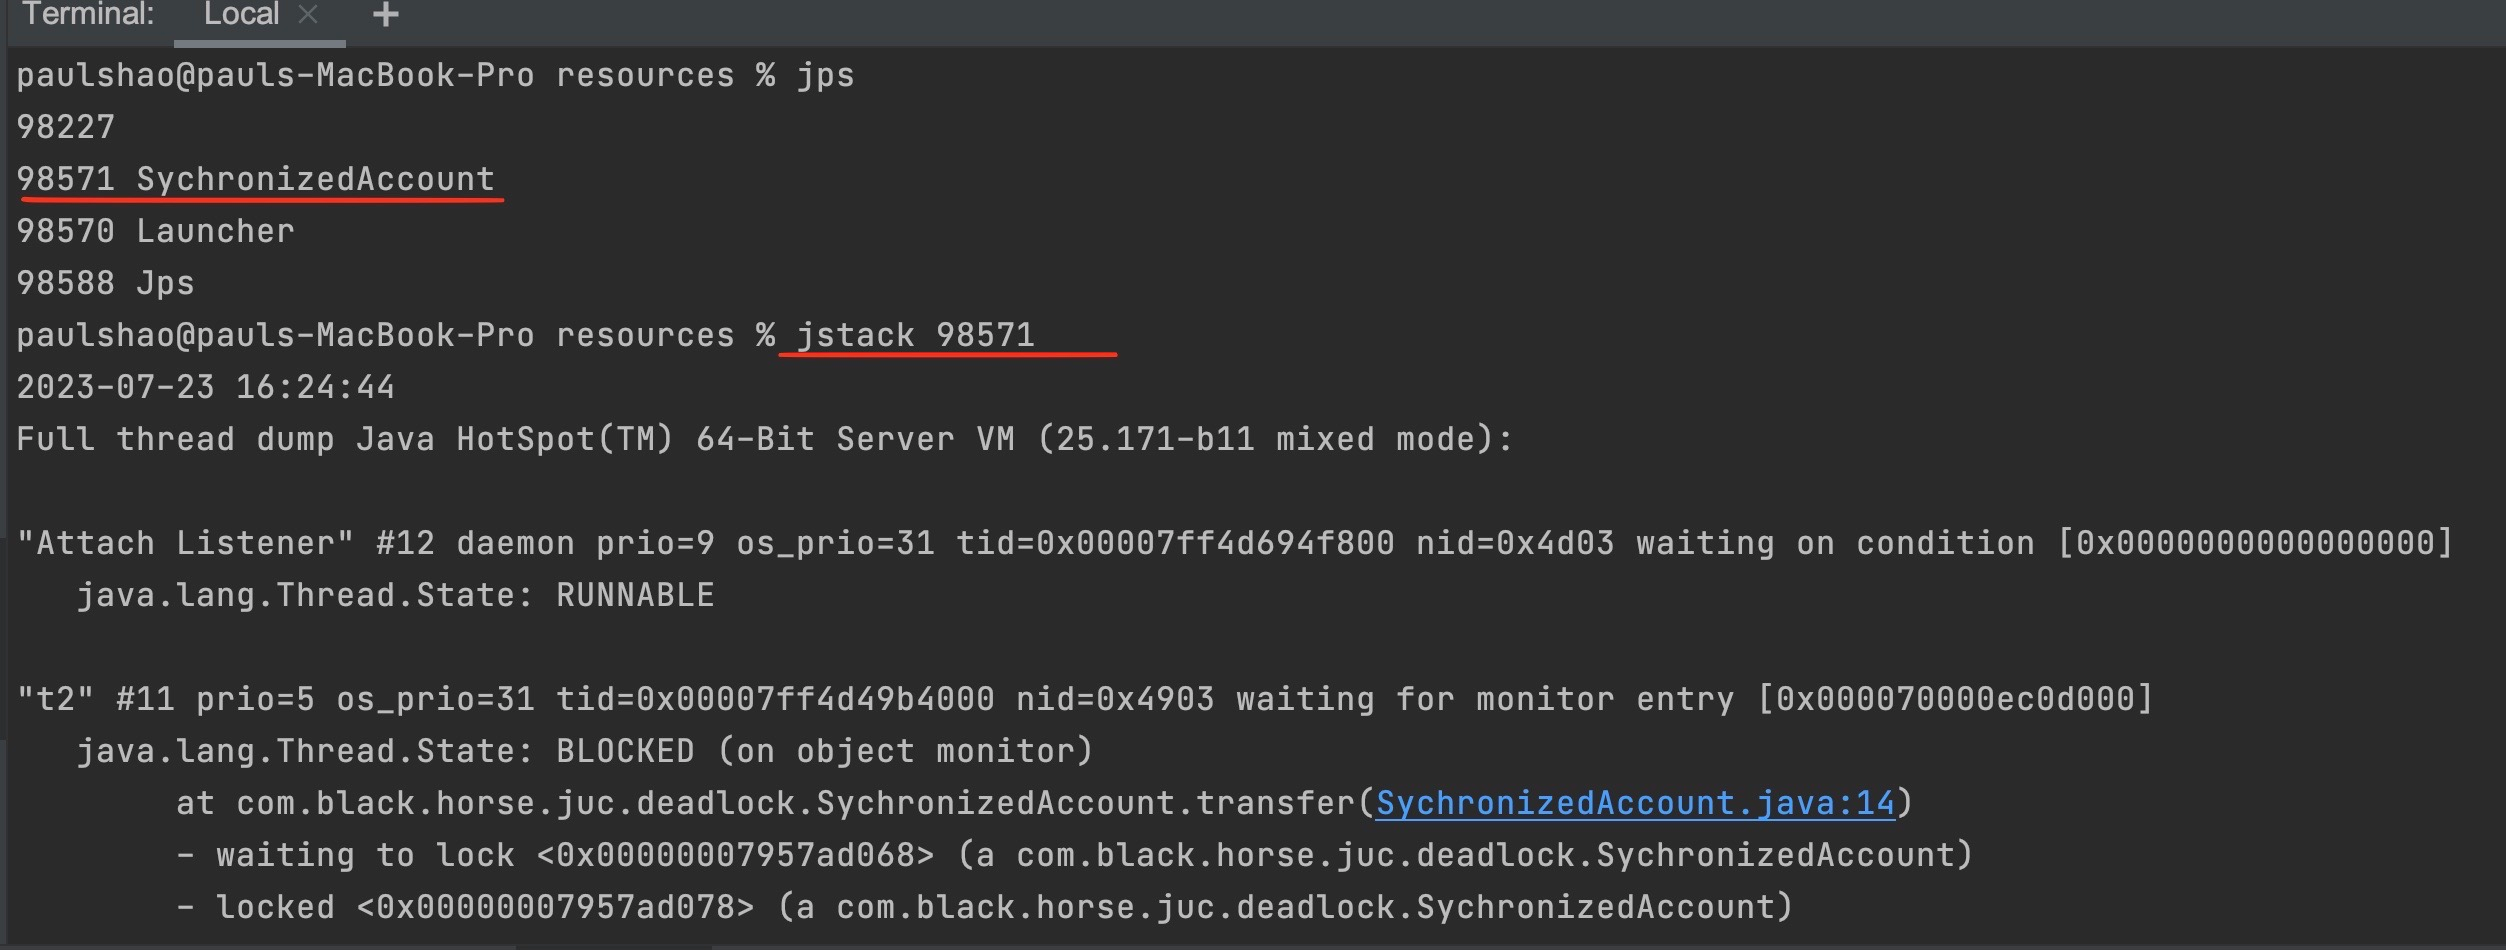 Terminal: Local × +
paulshao@pauls-MacBook-Pro resources % jps
98227
98571 SychronizedAccount
98570 Launcher
98588 Jps
paulshao@pauls-MacBook-Pro resources % jstack 98571
2023-07-23 16:24:44
Full thread dump Java HotSpot(TM) 64-Bit Server VM (25.171-b11 mixed mode):
"Attach Listener" #12 daemon prio=9 os_prio=31 tid=0x00007ff4d694f800 nid=0x4d03 waiting on condition [0x0000000000000000]
java.lang.Thread.State: RUNNABLE
"t2" #11 prio=5 os_prio=31 tid=0x00007ff4d49b4000 nid=0x4903 waiting for monitor entry [0x000070000ec0d000]
java.lang.Thread.State: BLOCKED (on object monitor)
at com.black.horse.juc.deadlock.SychronizedAccount.transfer(SychronizedAccount.java:14)
- waiting to lock <0x00000007957ad068> (a com.black.horse.juc.deadlock.SychronizedAccount)
- locked <0x00000007957ad078> (a com.black.horse.juc.deadlock.SychronizedAccount)